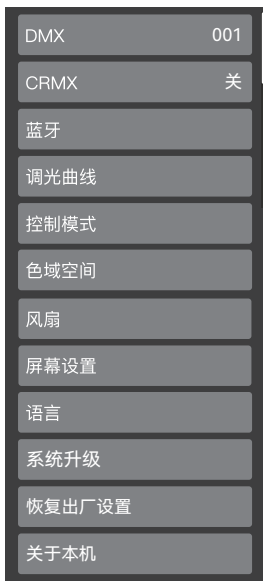 DMX 001
CRMX 关
蓝牙
调光曲线
控制模式
色域空间
风扇
屏幕设置
语言
系统升级
恢复出厂设置
关于本机